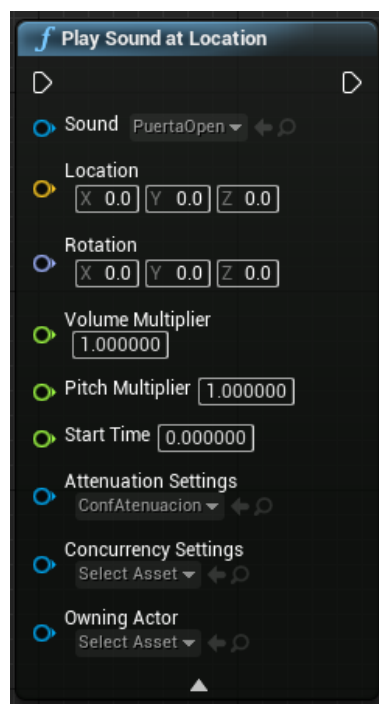 f Play Sound at Location
Sound PuertaOpen
Location
X 0.0 Y 0.0 Z 0.0
Rotation
X 0.0 Y 0.0 Z 0.0
Volume Multiplier
1.000000
Pitch Multiplier 1.000000
Start Time 0.000000
Attenuation Settings
ConfAtenuacion
Concurrency Settings
Select Asset
Owning Actor
Select Asset